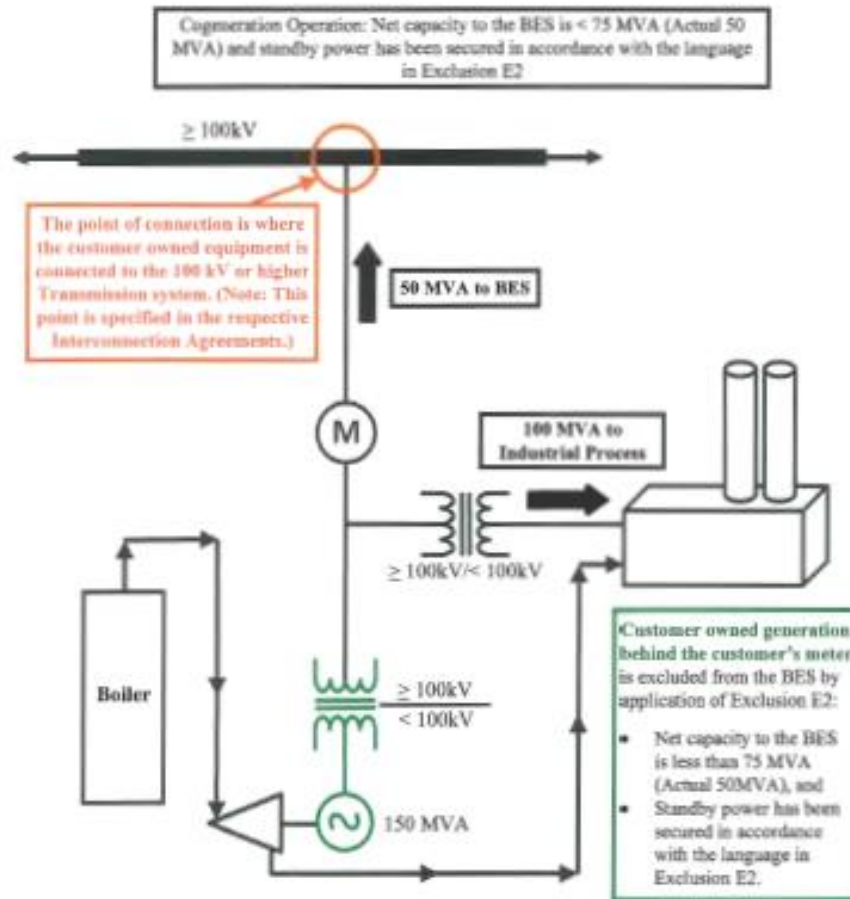 Cogeneration Operation: Net capacity to the BES is < 75 MVA (Actual 50
MVA) and standby power has been secured in accordance with the language
in Exclusion E2
≥ 100kV
The point of connection is where
the customer owned equipment is
connected to the 100 kV or higher
Transmission system. (Note: This
point is specified in the respective
Interconnection Agreements.)
50 MVA to BES
M
100 MVA to
Industrial Process
≥ 100kV/< 100kV
Boiler
≥ 100kV
< 100kV
150 MVA
Customer owned generation
behind the customer's meter
is excluded from the BES by
application of Exclusion E2:
• Net capacity to the BES
is less than 75 MVA
(Actual 50MVA), and
• Standby power has been
secured in accordance
with the language in
Exclusion E2.